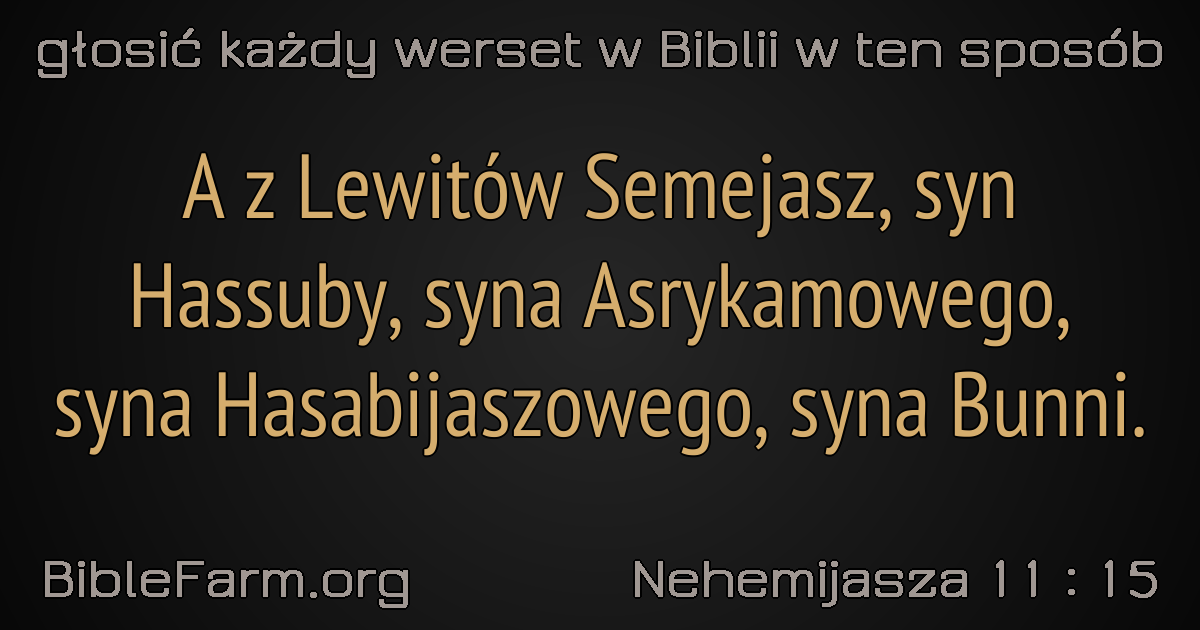 głosić każdy werset w Biblii w ten sposób
A z Lewitów Semejasz, syn
Hassuby, syna Asrykamowego,
syna Hasabijaszowego, syna Bunni.
BibleFarm.org
Nehemijasza 11 : 15